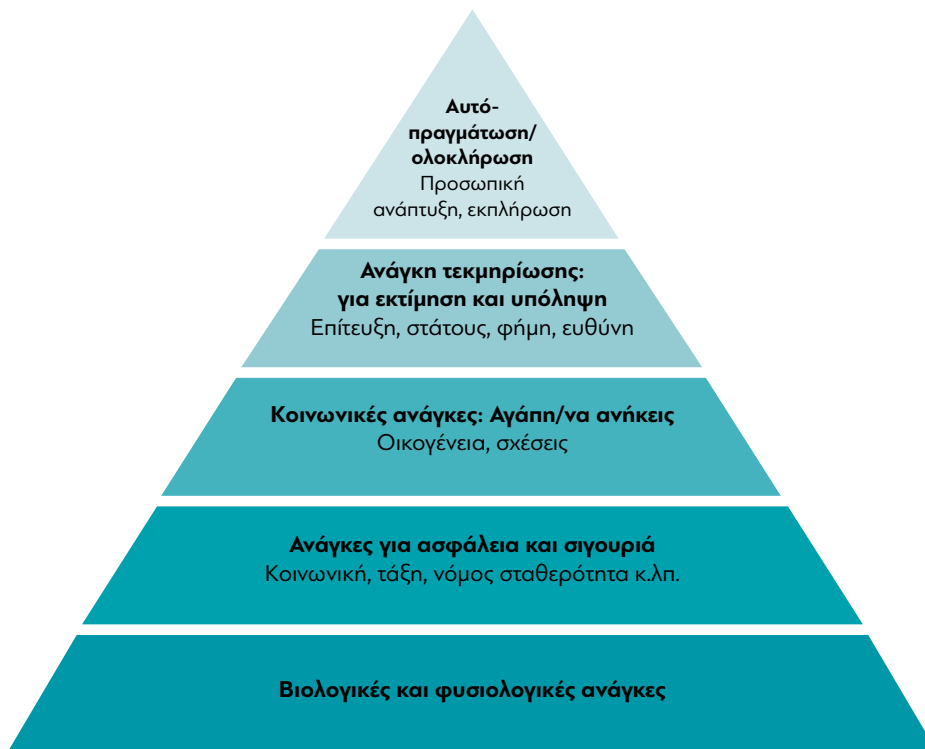 Αυτό-
πραγμάτωση/
ολοκλήρωση
Προσωπική
ανάπτυξη, εκπλήρωση
Ανάγκη τεκμηρίωσης:
για εκτίμηση και υπόληψη
Επίτευξη, στάτους, φήμη, ευθύνη
Κοινωνικές ανάγκες: Αγάπη/να ανήκεις
Οικογένεια, σχέσεις
Ανάγκες για ασφάλεια και σιγουριά
Κοινωνική, τάξη, νόμος σταθερότητα κ.λπ.
Βιολογικές και φυσιολογικές ανάγκες